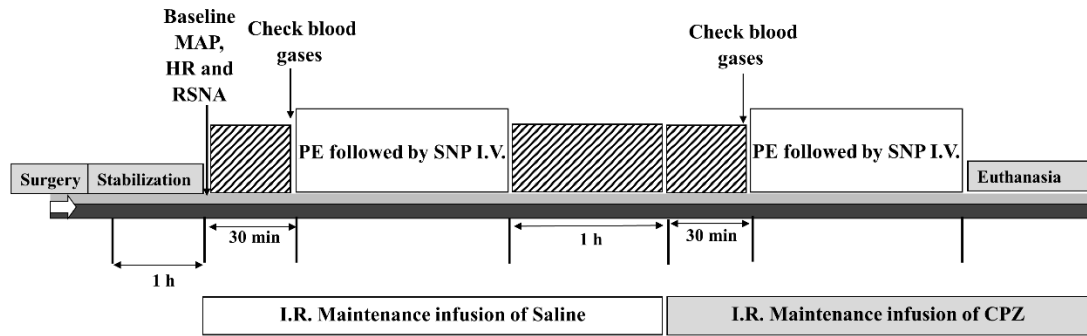 Baseline
MAP,
HR and
RSNA
Check blood
gases
Check blood
gases
PE followed by SNP I.V.
PE followed by SNP I.V.
Surgery
Stabilization
Euthanasia
30 min
1 h
30 min
1 h
I.R. Maintenance infusion of Saline
I.R. Maintenance infusion of CPZ